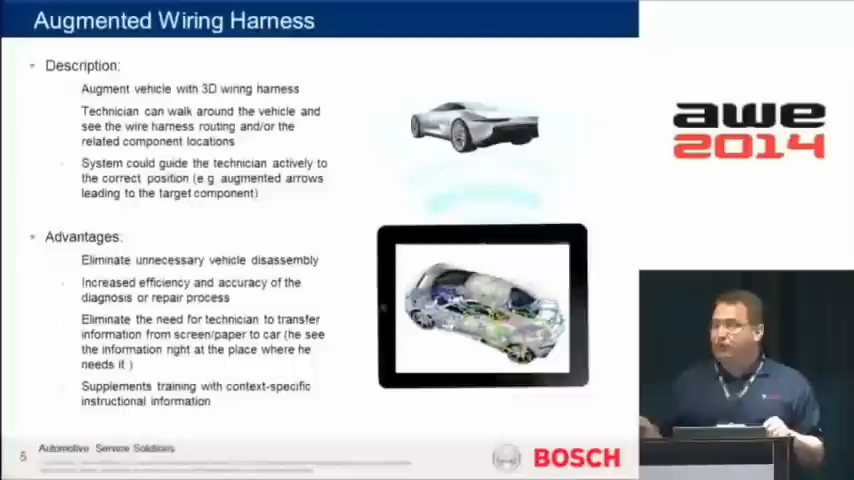 Augmented Wiring Harness
Description:
Augment vehicle with 3D wiring harness
Technician can walk around the vehicle and
see the wire harness routing and/or the
related component locations
System could guide the technician actively to
the correct position (e.g. augmented arrows
leading to the target component)
Advantages:
Eliminate unnecessary vehicle disassembly
Increased efficiency and accuracy of the
diagnosis or repair process
Eliminate the need for technician to transfer
information from screen/paper to car (he see
the information right at the place where he
needs it )
Supplements training with context-specific
instructional information
5
Automotive Service Solutions
BOSCH
awe
2014